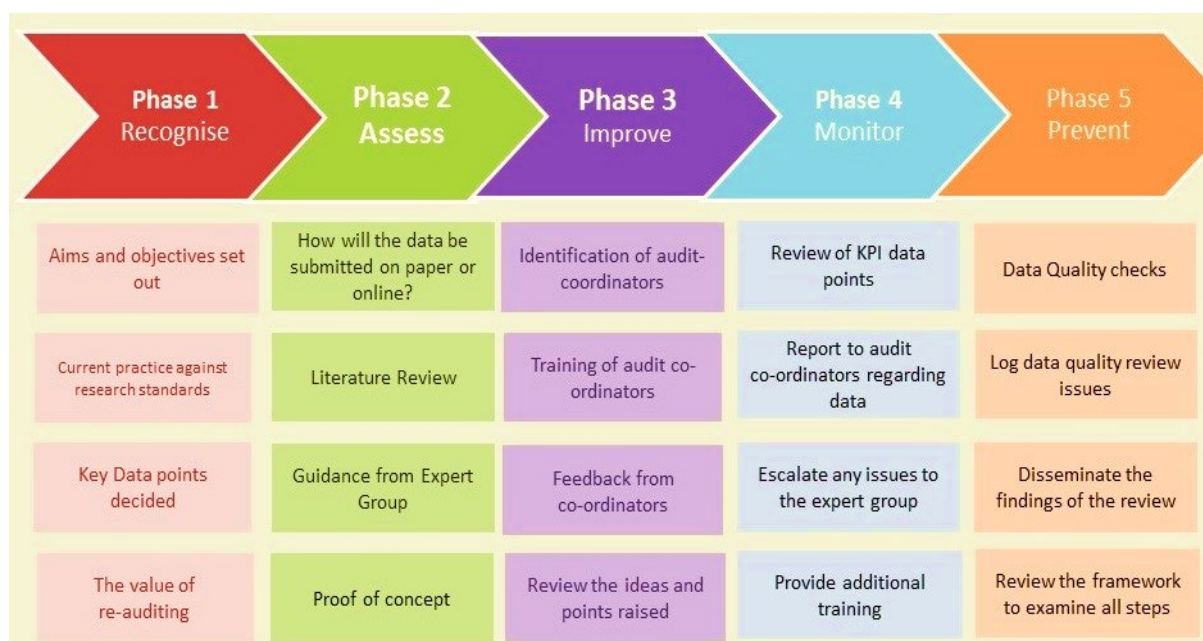 Phase 1
Recognise
Phase 2
Assess
Phase 3
Improve
Phase 4
Monitor
Phase 5
Prevent
Aims and objectives set
out
How will the data be
submitted on paper or
online?
Identification of audit-
coordinators
Review of KPI data
points
Data Quality checks
Current practice against
research standards
Literature Review
Training of audit co-
ordinators
Report to audit
co-ordinators regarding
data
Log data quality review
issues
Key Data points
decided
Guidance from Expert
Group
Feedback from
co-ordinators
Escalate any issues to
the expert group
Disseminate the
findings of the review
The value of
re-auditing
Proof of concept
Review the ideas and
points raised
Provide additional
training
Review the framework
to examine all steps